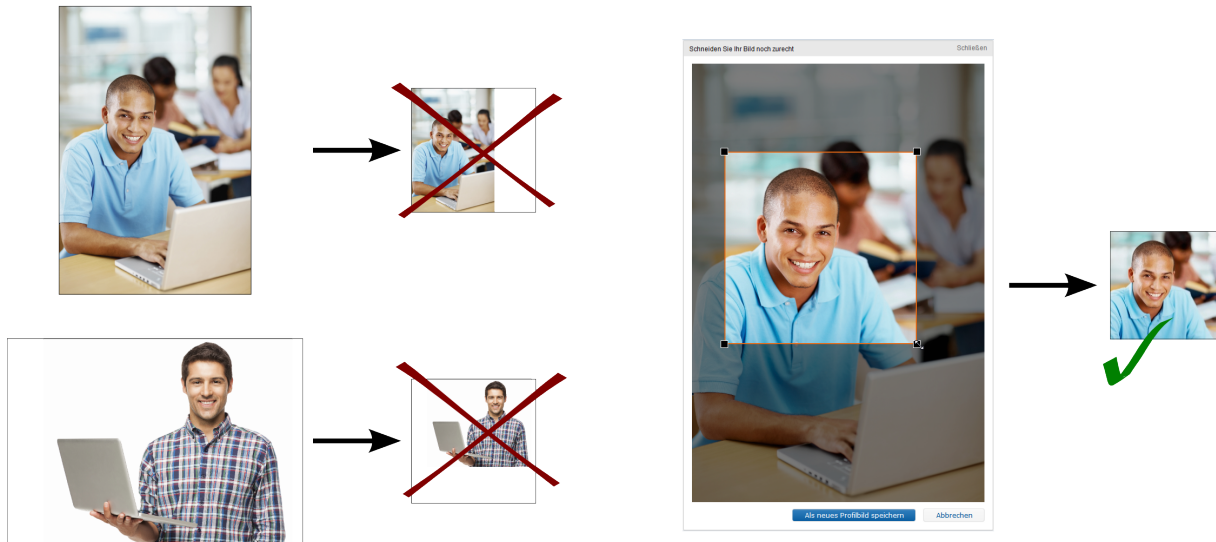 Schneiden Sie Ihr Bild noch zurecht
Schließen
Als neues Profilbild speichern
Abbrechen